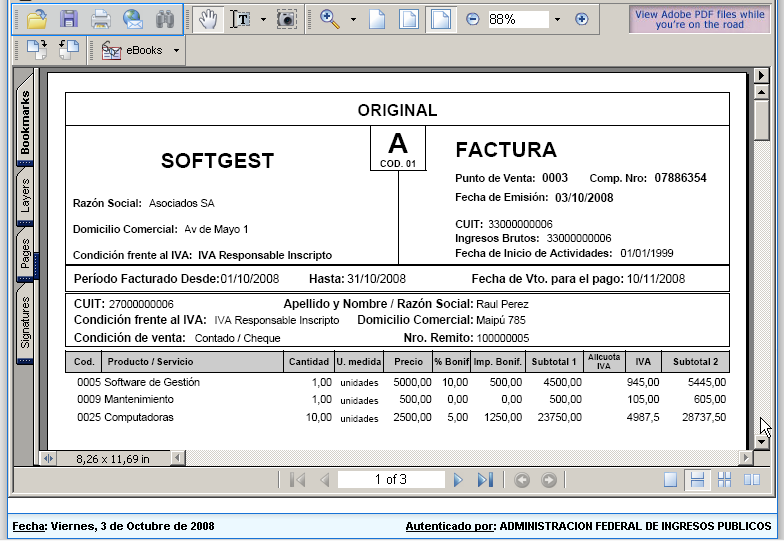 View Adobe PDF files while
you're on the road
88%
eBooks
Bookmarks
Layers
Pages
Signatures
ORIGINAL
A
COD. 01
SOFTGEST
FACTURA
Punto de Venta: 0003 Comp. Nro: 07886354
Fecha de Emisión: 03/10/2008
Razón Social: Asociados SA
CUIT: 33000000006
Domicilio Comercial: Av de Mayo 1
Ingresos Brutos: 33000000006
Condición frente al IVA: IVA Responsable Inscripto
Fecha de Inicio de Actividades: 01/01/1999
Período Facturado Desde: 01/10/2008 Hasta: 31/10/2008 Fecha de Vto. para el pago: 10/11/2008
CUIT: 27000000006 Apellido y Nombre / Razón Social: Raul Perez
Condición frente al IVA: IVA Responsable Inscripto Domicilio Comercial: Maipú 785
Condición de venta: Contado / Cheque Nro. Remito: 100000005
Cod. Producto / Servicio Cantidad U. medida Precio % Bonif Imp. Bonif. Subtotal 1 Alicuota IVA IVA Subtotal 2
0005 Software de Gestión 1,00 unidades 5000,00 10,00 500,00 4500,00 945,00 5445,00
0009 Mantenimiento 1,00 unidades 500,00 0,00 0,00 500,00 105,00 605,00
0025 Computadoras 10,00 unidades 2500,00 5,00 1250,00 23750,00 4987,5 28737,50
8,26 x 11,69 in
1 of 3
Fecha: Viernes, 3 de Octubre de 2008 Autenticado por: ADMINISTRACION FEDERAL DE INGRESOS PUBLICOS